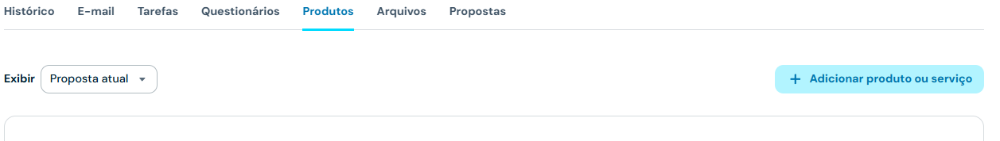 Histórico E-mail Tarefas Questionários Produtos Arquivos Propostas
Exibir Proposta atual + Adicionar produto ou serviço